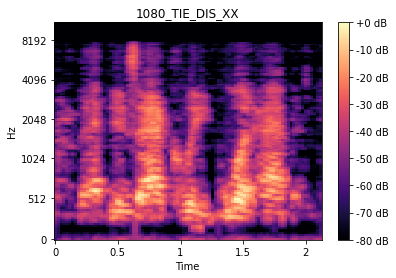 1080_TIE_DIS_XX
8192
4096
2048
1024
512
0
Hz
0
0.5
1
1.5
2
Time
+0 dB
-10 dB
-20 dB
-30 dB
-40 dB
-50 dB
-60 dB
-70 dB
-80 dB